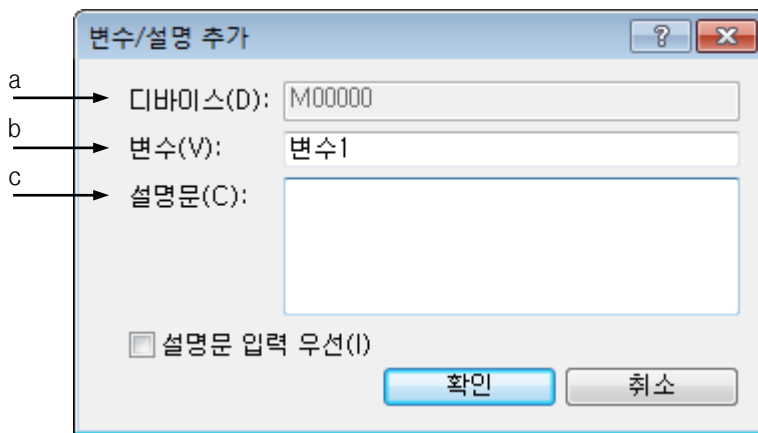 변수/설명 추가
a
디바이스(D): M00000
b
변수(V): 변수1
c
설명문(C):
설명문 입력 우선(I)
확인 취소